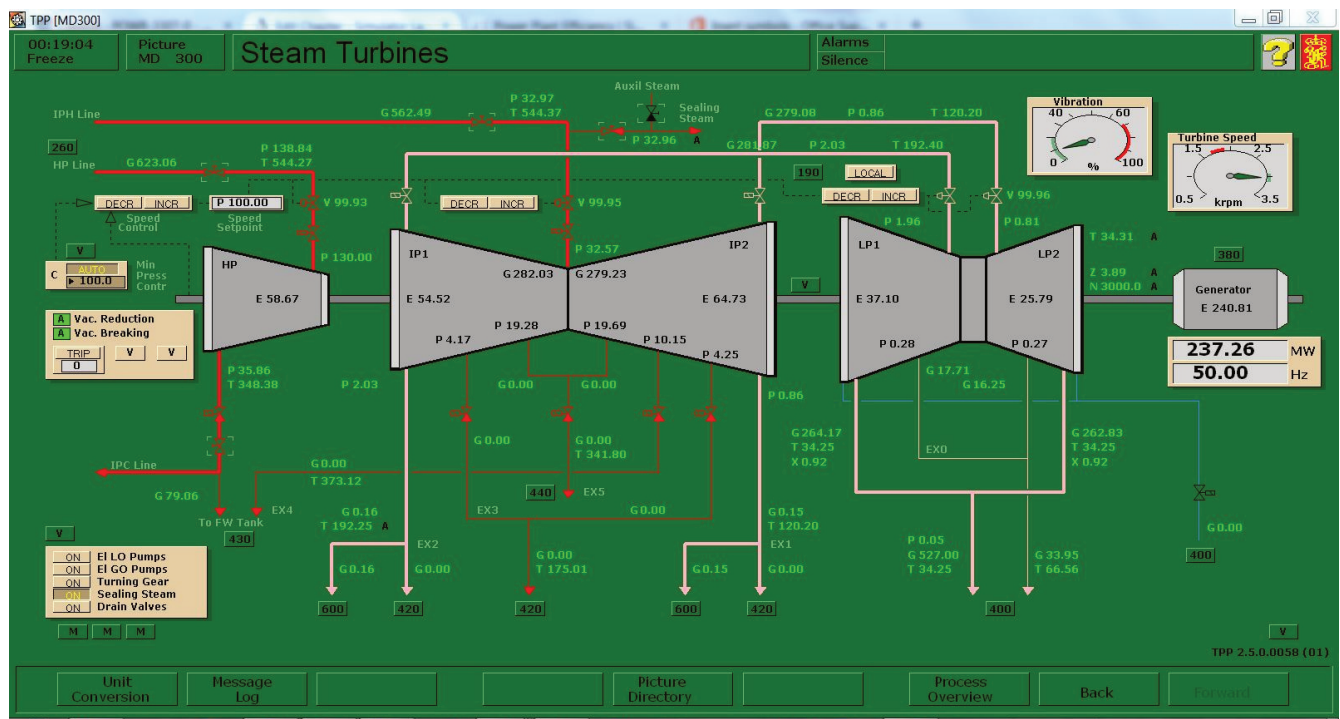 TPP [MD300]
00:19:04
Freeze
Picture
MD 300
Steam Turbines
Alarms
Silence
IPH Line
G 562.49
P 32.97
T 544.37
Auxil Steam
Sealing
Steam
P 32.96 A
G 279.08 P 0.86 T 120.20
G 281.87 P 2.03 T 192.40
Vibration
40 60
0 100
%
Turbine Speed
1.5 2.5
0.5 krpm 3.5
260
HP Line
G 623.06
P 138.84
T 544.27
190
LOCAL
DECR INCR
P 100.00
Speed
Control
Speed
Setpoint
V 99.93
DECR INCR
V 99.95
DECR INCR
V 99.96
P 1.96
P 0.81
T 34.31 A
V
C AUTO
100.0
Min
Press
Contr
P 130.00
HP
E 58.67
IP1
P 32.57
IP2
G 282.03 G 279.23
E 54.52
E 64.73
P 19.28 P 19.69
P 4.17
P 10.15
P 4.25
V
LP1
LP2
E 37.10
E 25.79
P 0.28
P 0.27
Z 3.89 A
N 3000.0 A
380
Generator
E 240.81
237.26 MW
50.00 Hz
A Vac. Reduction
A Vac. Breaking
TRIP V V
0
P 35.86
T 348.38
P 2.03
G 0.00 G 0.00
P 0.86
G 17.71
G 16.25
G 0.00
G 0.00
T 341.80
G 264.17
T 34.25
X 0.92
EX0
G 262.83
T 34.25
X 0.92
IPC Line
G 0.00
T 373.12
G 79.06
To FW Tank
EX4
430
440 EX5
EX3
G 0.00
G 0.16
T 192.25 A
EX2
G 0.15
T 120.20
EX1
G 0.00
400
V
ON El LO Pumps
ON El GO Pumps
ON Turning Gear
ON Sealing Steam
ON Drain Valves
M M M
G 0.16 G 0.00
G 0.00
T 175.01
G 0.15 G 0.00
P 0.05
G 527.00
T 34.25
G 33.95
T 66.56
600 420 420 600 420 400
V
TPP 2.5.0.0058 (01)
Unit
Conversion
Message
Log
Picture
Directory
Process
Overview
Back
Forward